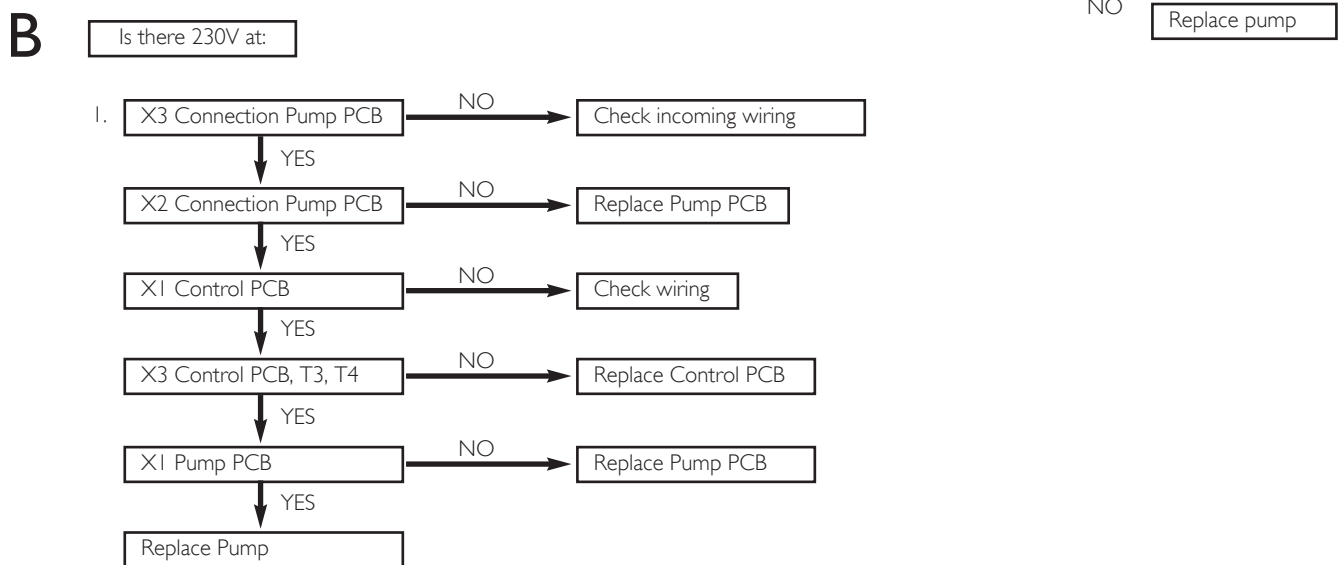 NO
Replace pump
B
Is there 230V at:
1.
X3 Connection Pump PCB
NO
Check incoming wiring
YES
X2 Connection Pump PCB
NO
Replace Pump PCB
YES
X1 Control PCB
NO
Check wiring
YES
X3 Control PCB, T3, T4
NO
Replace Control PCB
YES
X1 Pump PCB
NO
Replace Pump PCB
YES
Replace Pump